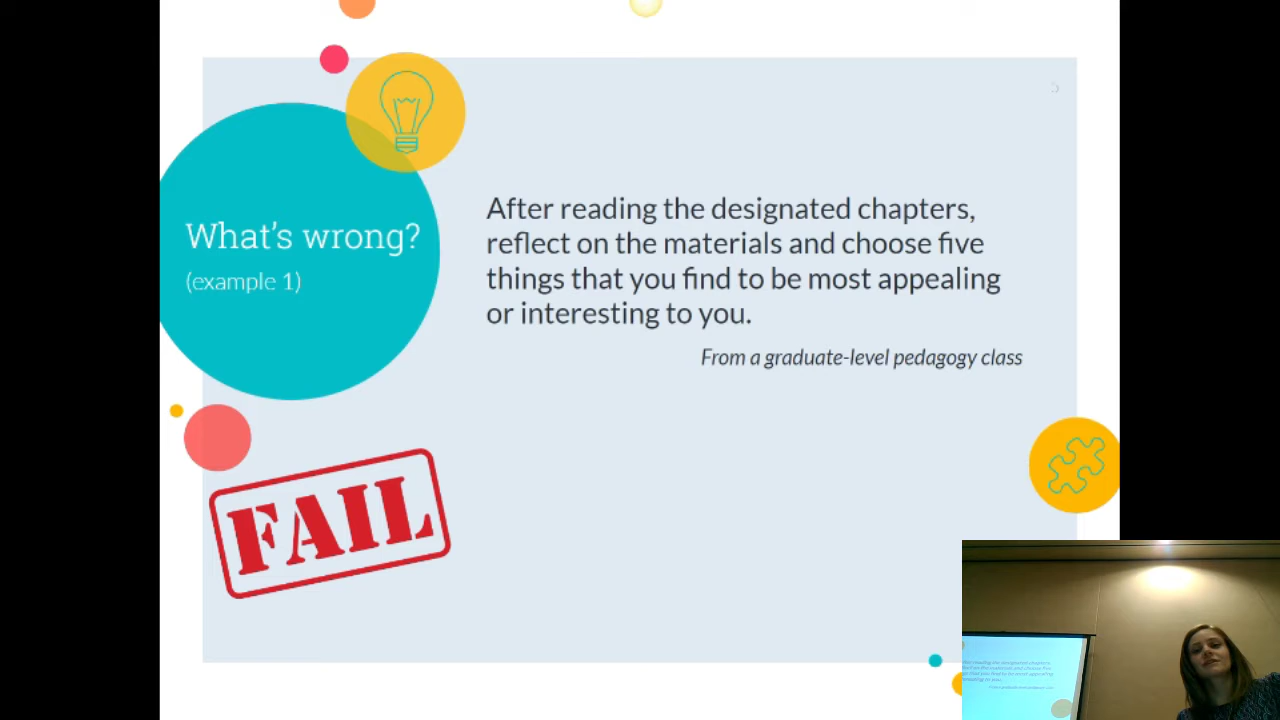 What's wrong?
(example 1)
After reading the designated chapters,
reflect on the materials and choose five
things that you find to be most appealing
or interesting to you.
From a graduate-level pedagogy class
FAIL